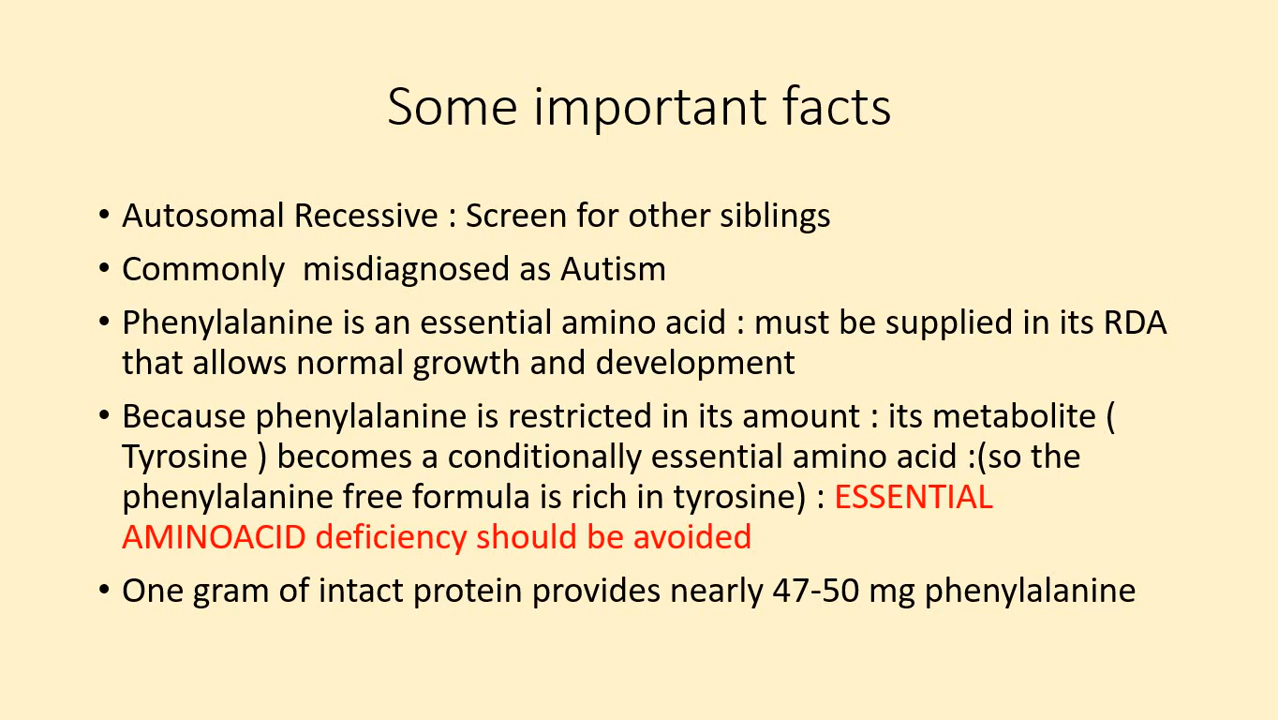 Some important facts
• Autosomal Recessive : Screen for other siblings
• Commonly  misdiagnosed as Autism
• Phenylalanine is an essential amino acid : must be supplied in its RDA
that allows normal growth and development
• Because phenylalanine is restricted in its amount : its metabolite (
Tyrosine ) becomes a conditionally essential amino acid :(so the
phenylalanine free formula is rich in tyrosine) : ESSENTIAL
AMINOACID deficiency should be avoided
• One gram of intact protein provides nearly 47-50 mg phenylalanine